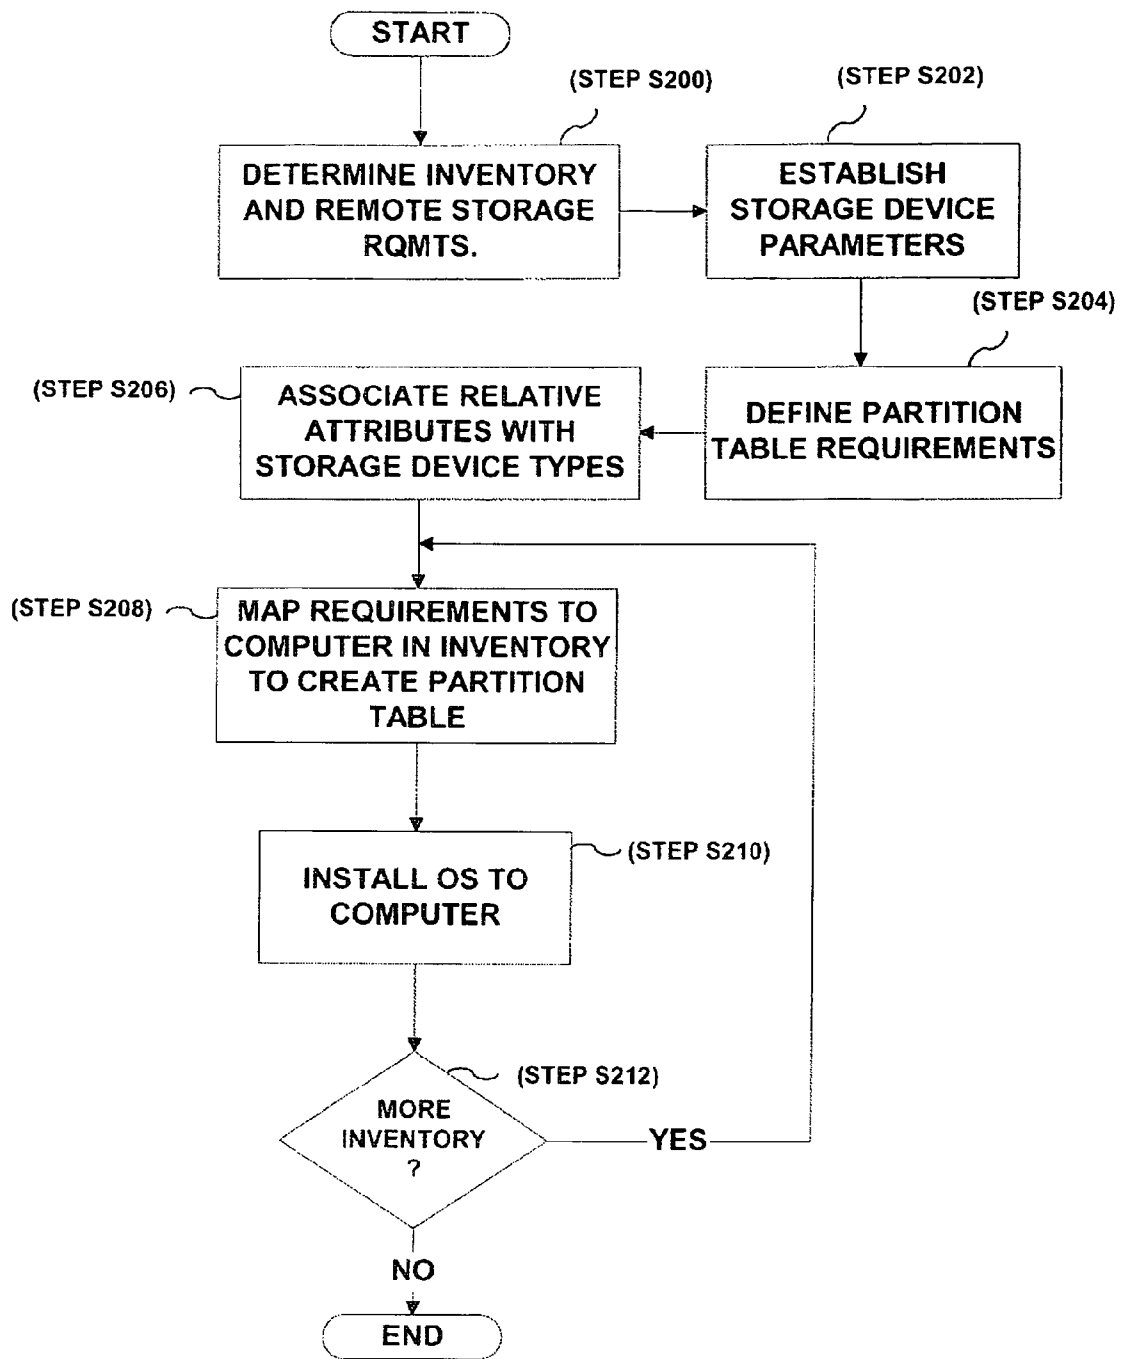 START
(STEP S200)
(STEP S202)
DETERMINE INVENTORY
AND REMOTE STORAGE
RQMTS.
ESTABLISH
STORAGE DEVICE
PARAMETERS
(STEP S204)
(STEP S206)
ASSOCIATE RELATIVE
ATTRIBUTES WITH
STORAGE DEVICE TYPES
DEFINE PARTITION
TABLE REQUIREMENTS
(STEP S208)
MAP REQUIREMENTS TO
COMPUTER IN INVENTORY
TO CREATE PARTITION
TABLE
(STEP S210)
INSTALL OS TO
COMPUTER
(STEP S212)
MORE
INVENTORY
?
YES
NO
END